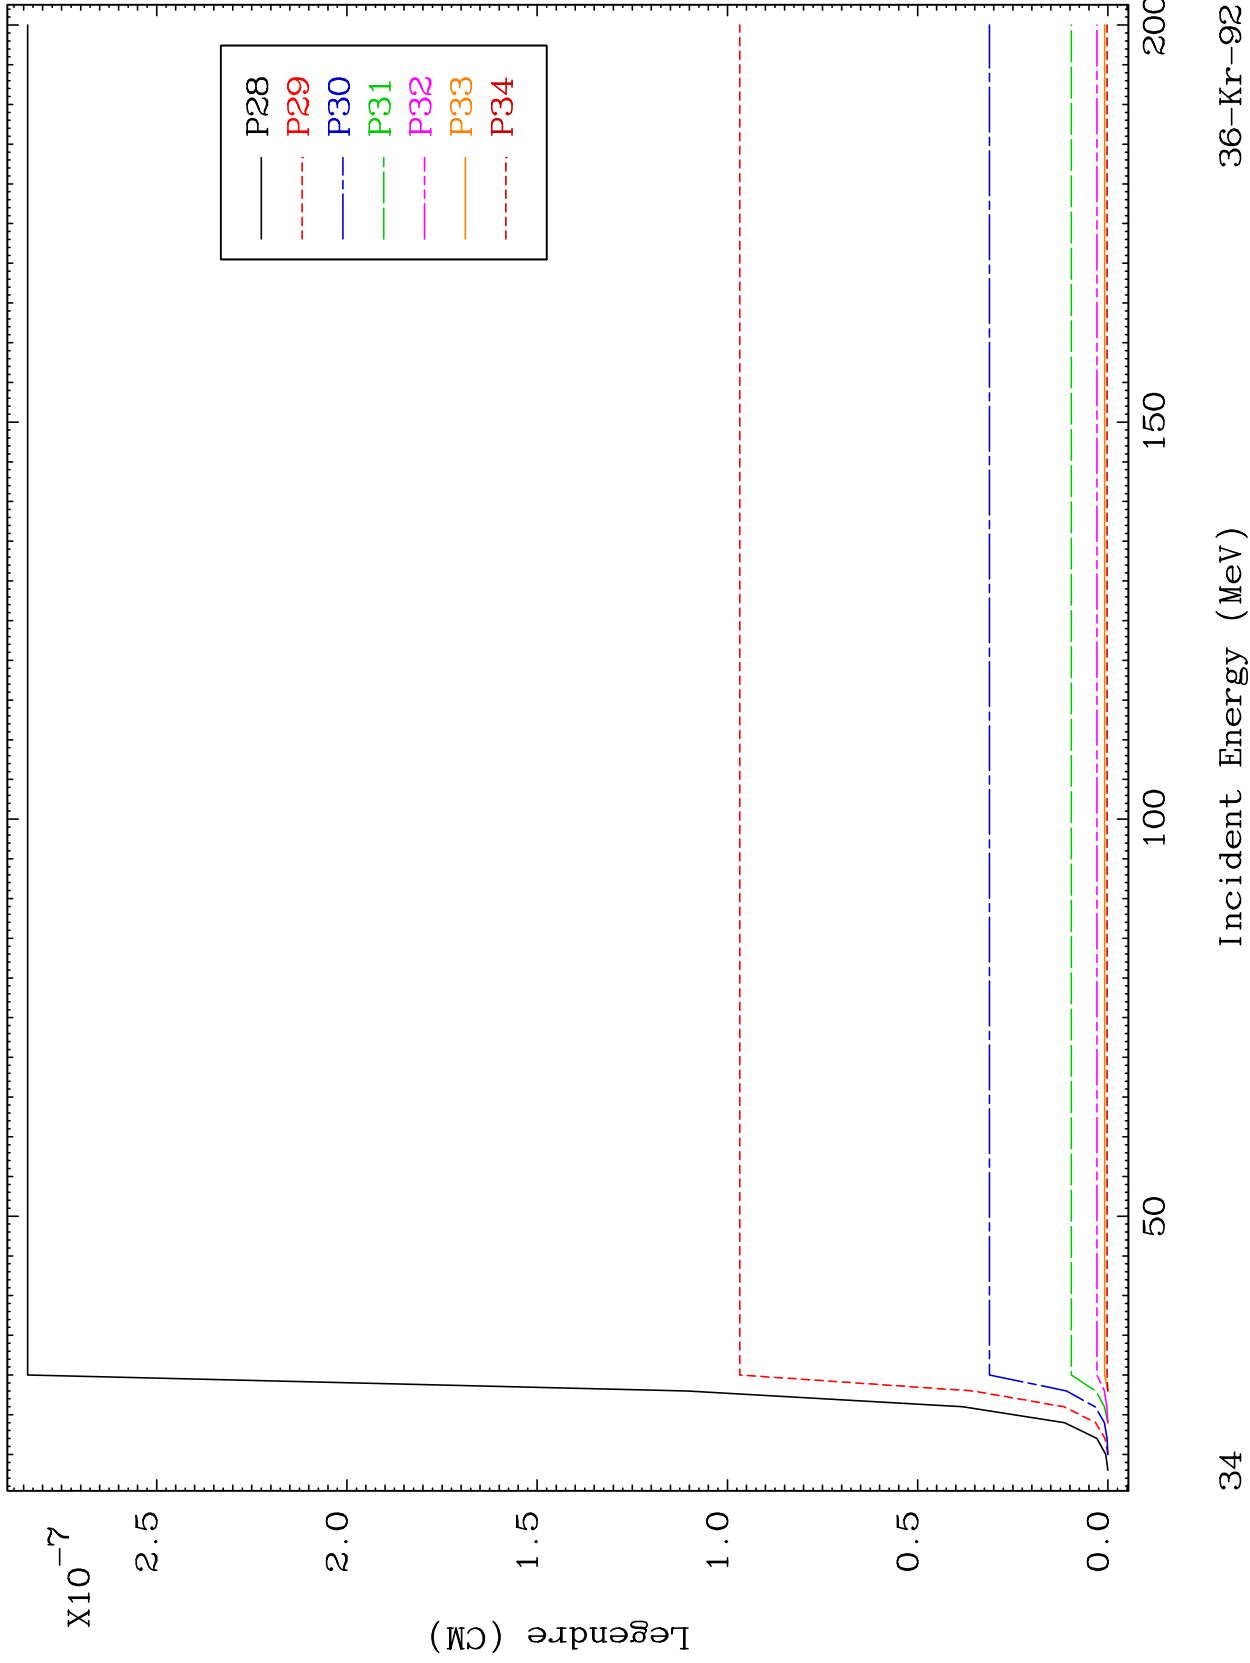 X10-7
2.5
2.0
1.5
1.0
0.5
0.0
Legendre (CM)
P28
P29
P30
P31
P32
P33
P34
50
100
150
200
34
Incident Energy (MeV)
36-Kr-92